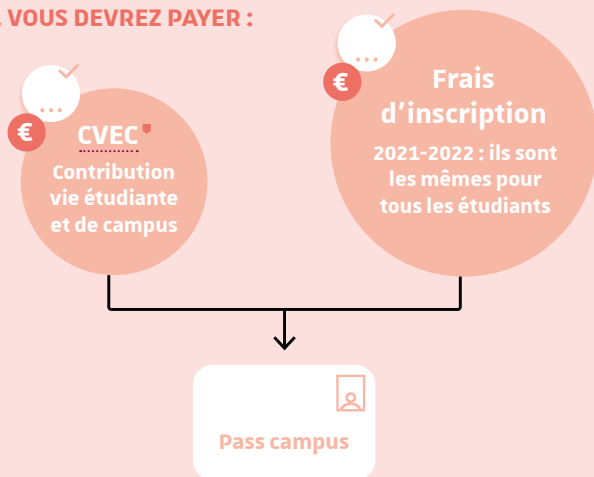 , VOUS DEVREZ PAYER :
€
CVEC
Contribution
vie étudiante
et de campus
€
Frais
d’inscription
2021-2022 : ils sont
les mêmes pour
tous les étudiants
Pass campus